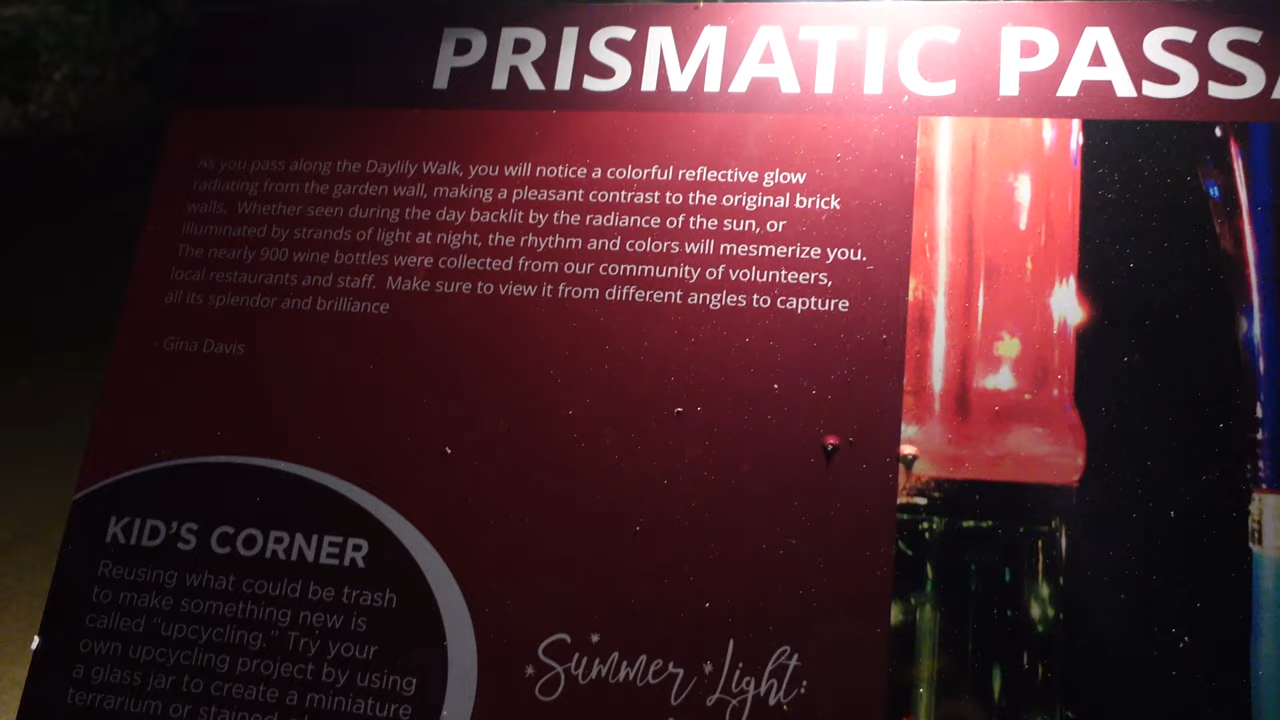 PRISMATIC PASSA
As you pass along the Daylily Walk, you will notice a colorful reflective glow
radiating from the garden wall, making a pleasant contrast to the original brick
walls. Whether seen during the day backlit by the radiance of the sun, or
illuminated by strands of light at night, the rhythm and colors will mesmerize you.
The nearly 900 wine bottles were collected from our community of volunteers,
local restaurants and staff. Make sure to view it from different angles to capture
all its splendor and brilliance
- Gina Davis
KID'S CORNER
Reusing what could be trash
to make something new is
called "upcycling." Try your
own upcycling project by using
a glass jar to create a miniature
terrarium or stained
Summer Light: